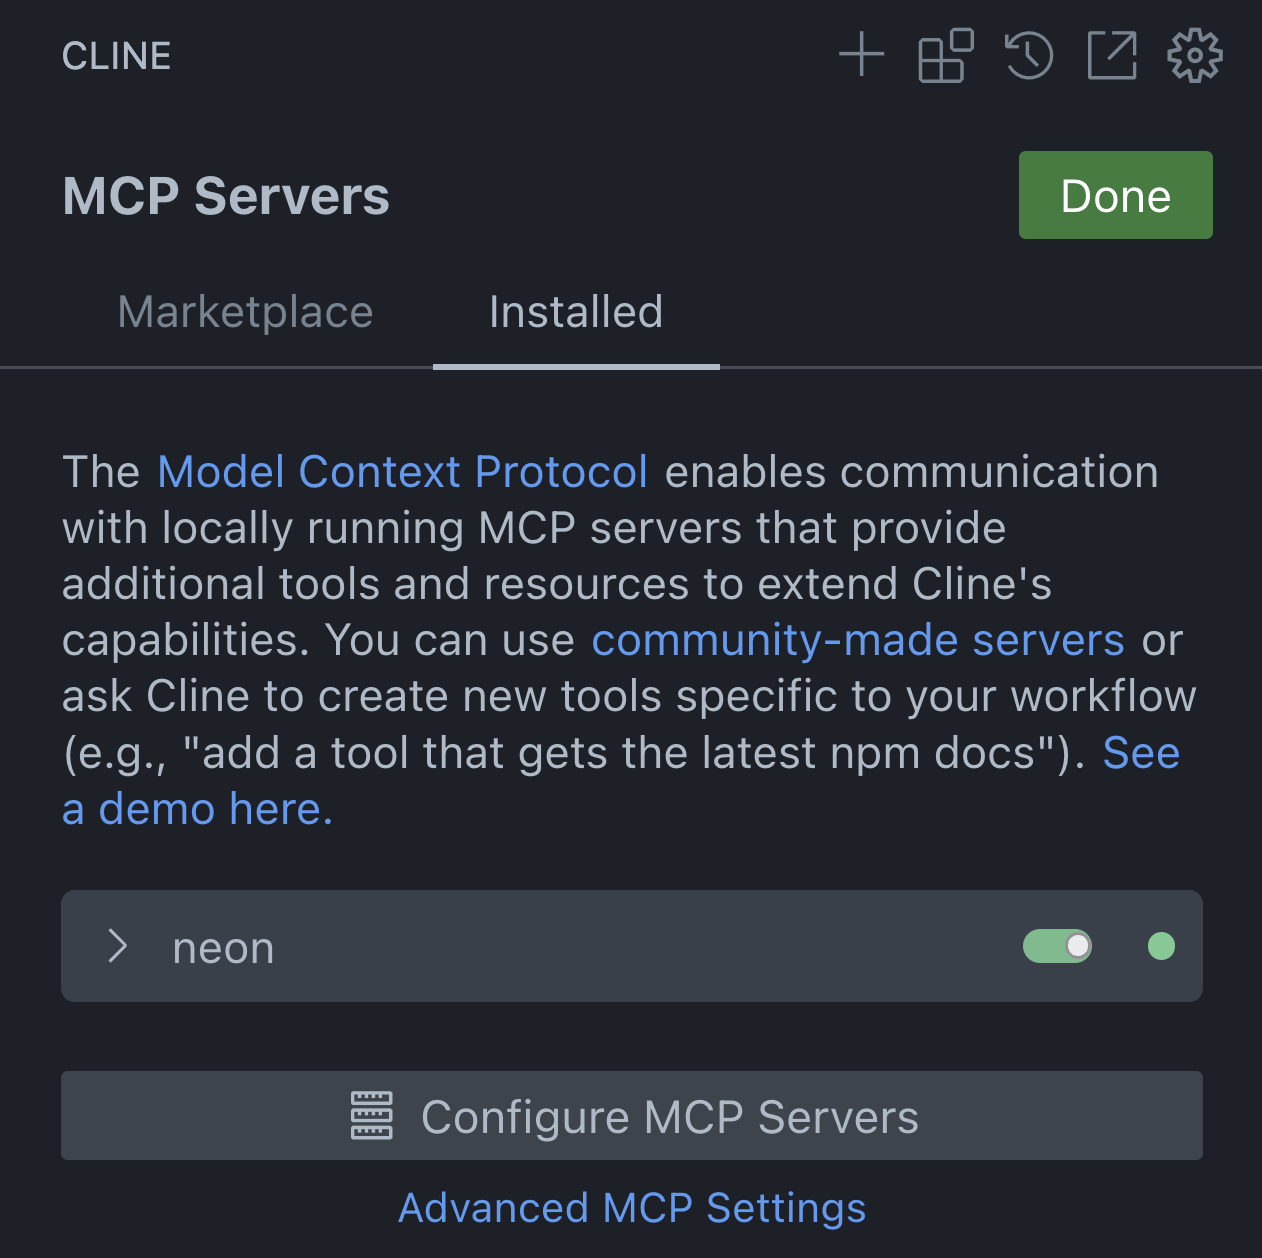 CLINE
MCP Servers
Done
Marketplace
Installed
The Model Context Protocol enables communication
with locally running MCP servers that provide
additional tools and resources to extend Cline's
capabilities. You can use community-made servers or
ask Cline to create new tools specific to your workflow
(e.g., "add a tool that gets the latest npm docs"). See
a demo here.
neon
Configure MCP Servers
Advanced MCP Settings